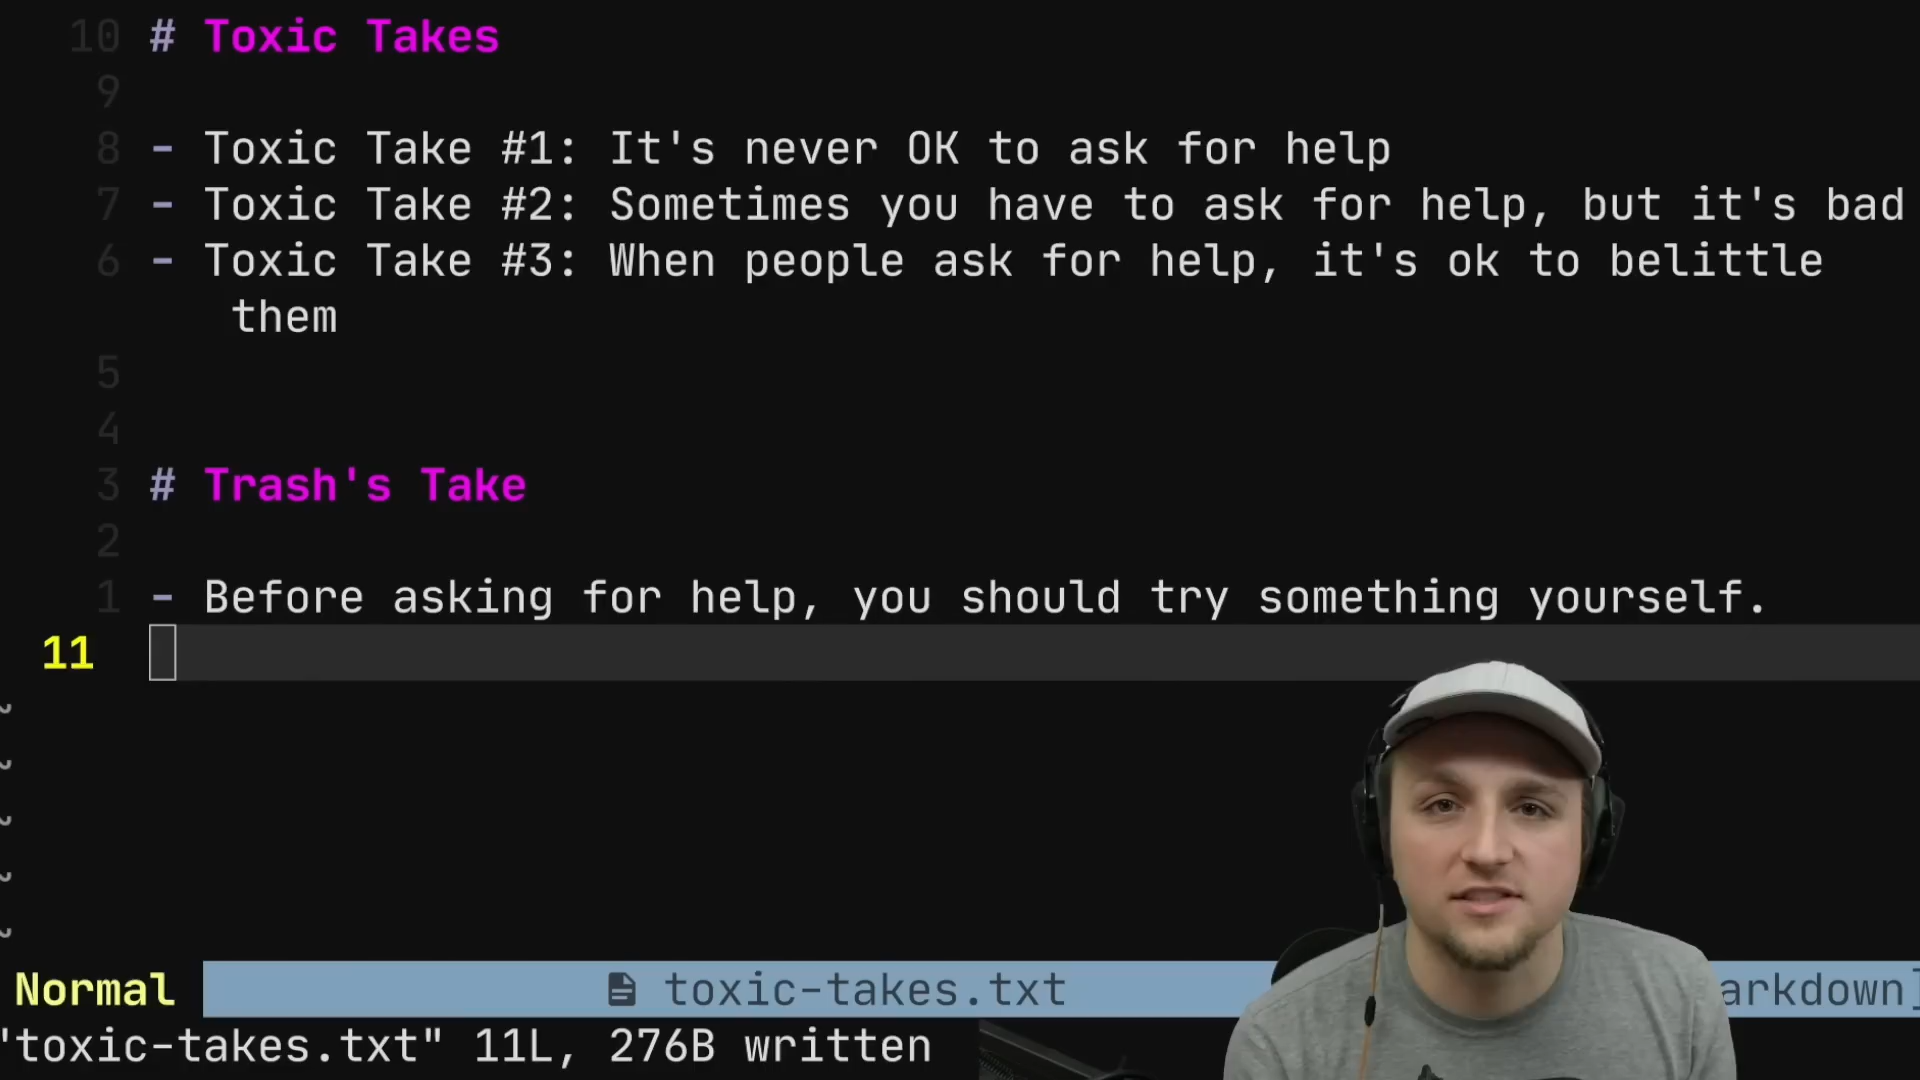 10 # Toxic Takes
9
8 - Toxic Take #1: It's never OK to ask for help
7 - Toxic Take #2: Sometimes you have to ask for help, but it's bad
6 - Toxic Take #3: When people ask for help, it's ok to belittle
them
5
4
3 # Trash's Take
2
1 - Before asking for help, you should try something yourself.
11
~
~
~
~
~
Normal toxic-takes.txt arkdown]
"toxic-takes.txt" 11L, 276B written